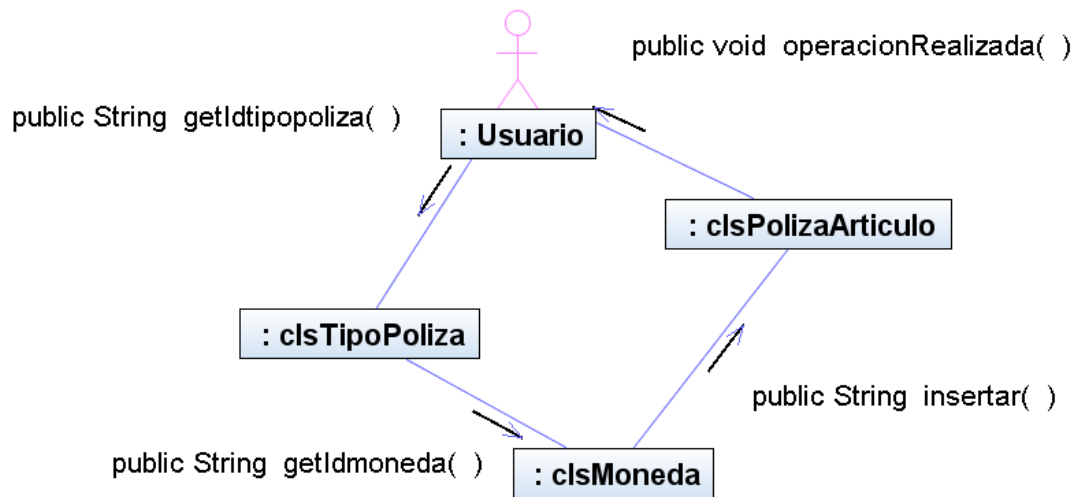 public void operacionRealizada( )
public String getIdtipopoliza( )
: Usuario
: clsPolizaArticulo
: clsTipoPoliza
public String insertar( )
public String getIdmoneda( )
: clsMoneda